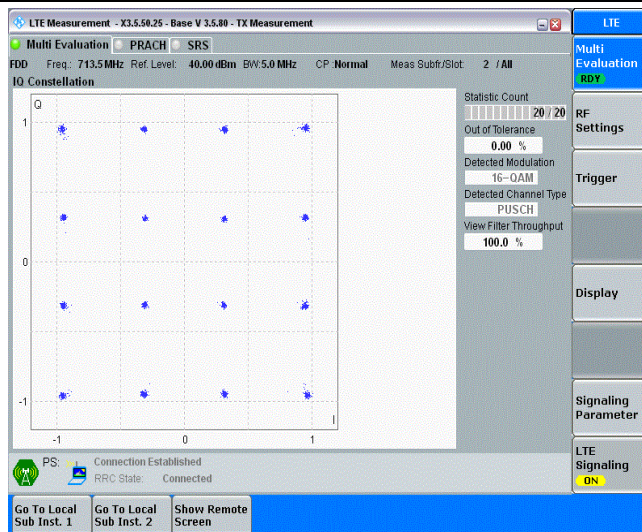 LTE Measurement - X3.5.50.25 - Base V 3.5.80 - TX Measurement
LTE
Multi Evaluation PRACH SRS
Multi
Evaluation
RDY
FDD Freq.: 713.5 MHz Ref. Level: 40.00 dBm BW:5.0 MHz CP :Normal Meas Subfr./Slot: 2 / All
IQ Constellation
Q
1
0
-1
-1 0 1
I
Statistic Count
20 / 20
Out of Tolerance
0.00 %
Detected Modulation
16-QAM
Detected Channel Type
PUSCH
View Filter Throughput
100.0 %
RF
Settings
Trigger
Display
Signaling
Parameter
LTE
Signaling
ON
PS: Connection Established
RRC State: Connected
Go To Local
Sub Inst. 1
Go To Local
Sub Inst. 2
Show Remote
Screen